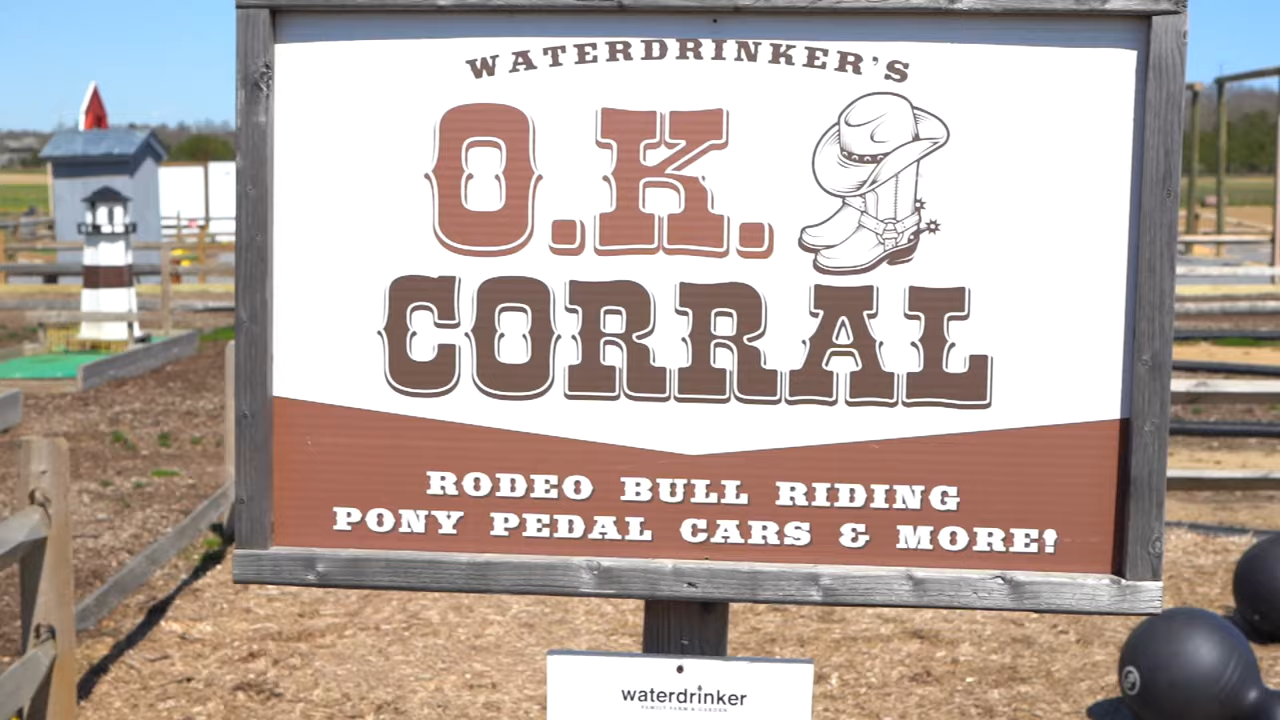 WATERDRINKER'S
O.K.
CORRAL
RODEO BULL RIDING
PONY PEDAL CARS & MORE!
waterdrinker
FAMILY FARM & GARDEN